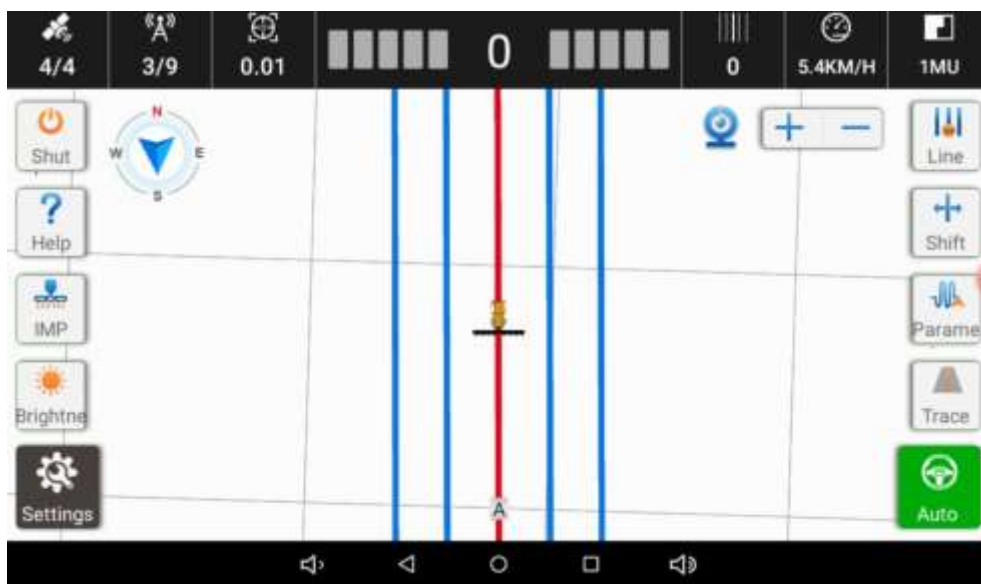 4/4
3/9
0.01
0
0
5.4KM/H
1MU
Shut
N
W
E
S
Line
Help
Shift
IMP
Parame
Brightne
Trace
Settings
A
Auto